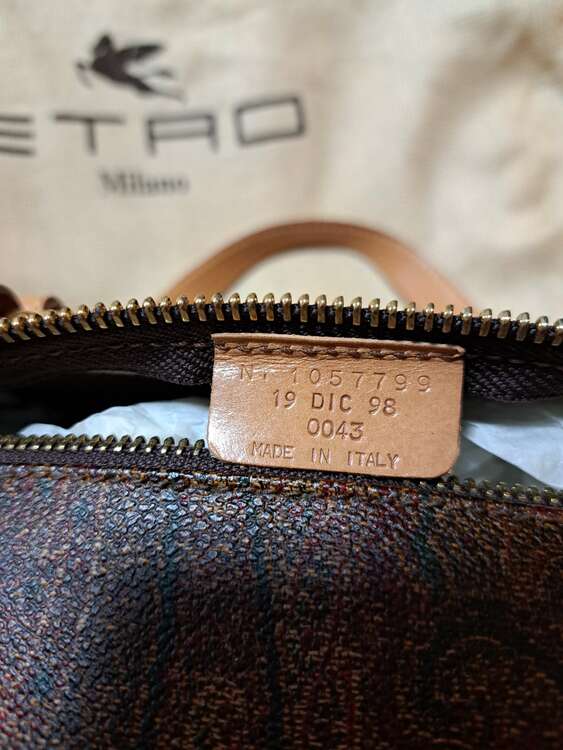 ETRO
Milano
N° 1057799
19 DIC 98
0043
MADE IN ITALY